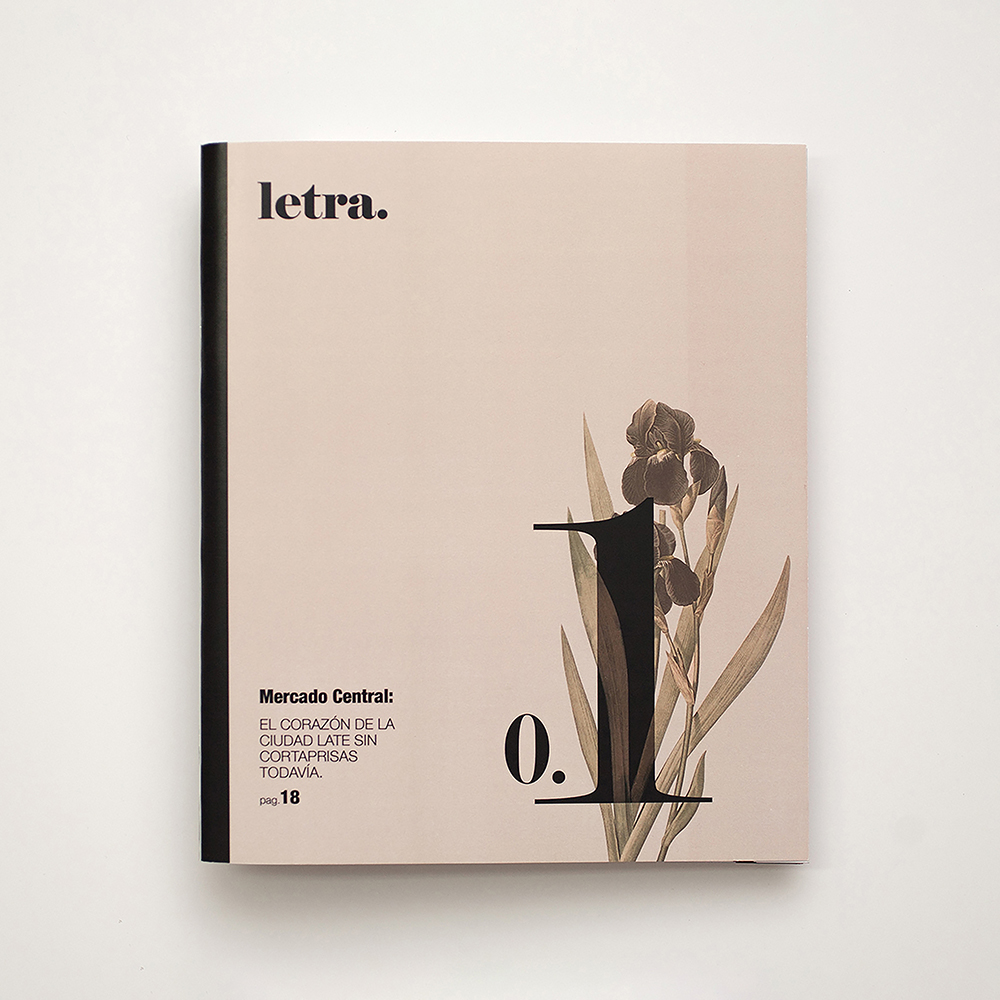 letra.
Mercado Central:
EL CORAZÓN DE LA
CIUDAD LATE SIN
CORTAPRISAS
TODAVÍA.
pag.18
0.1